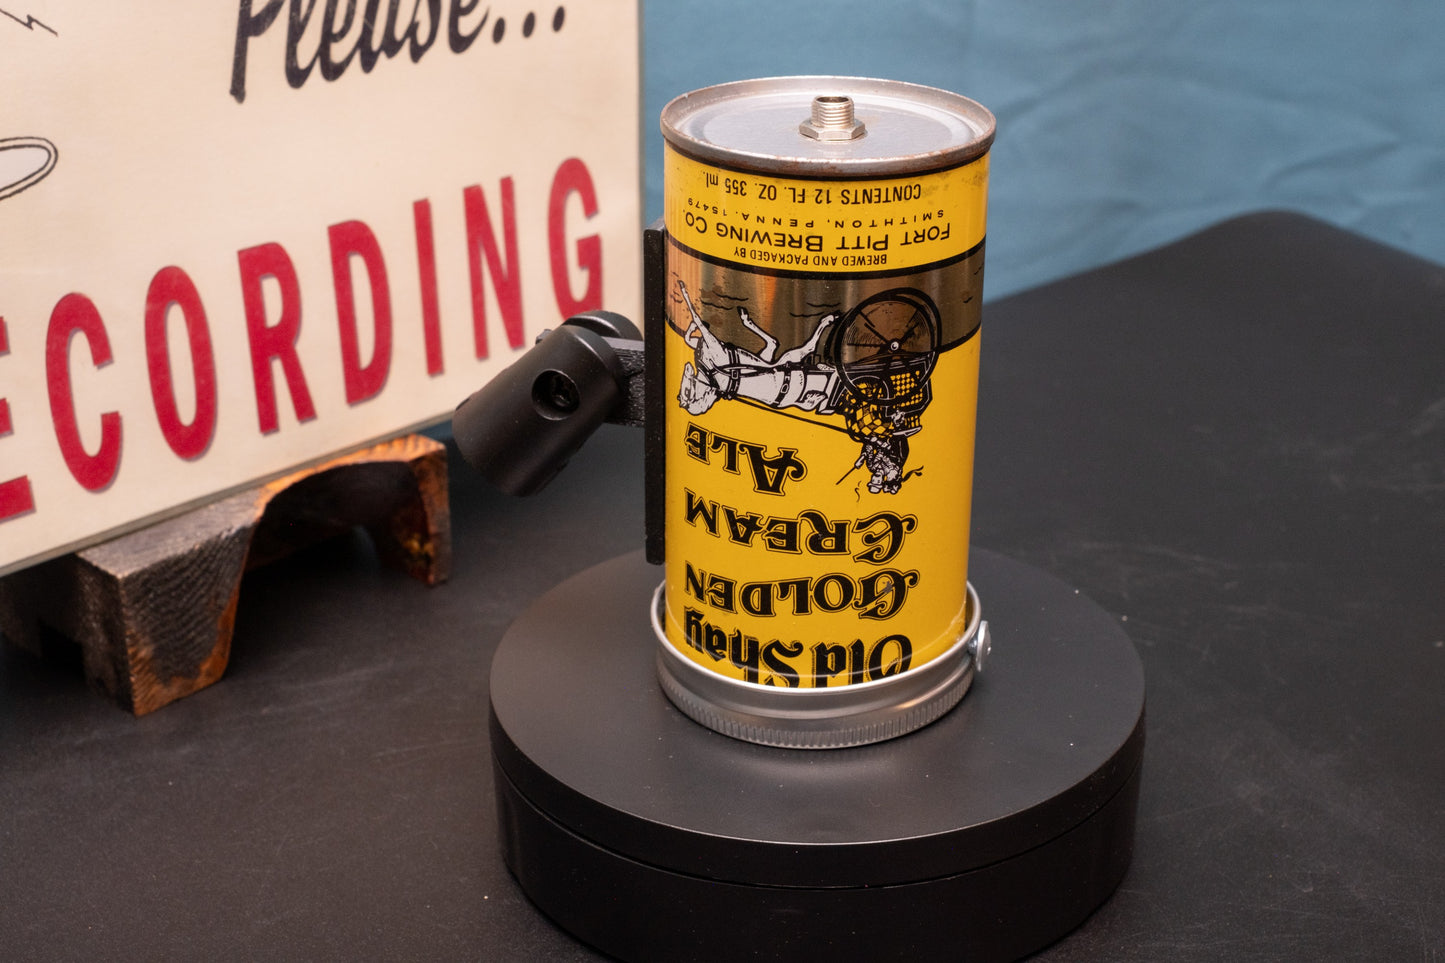 Please...
ECORDING
Old Shay
GOLDEN
CREAM
ALE
BREWED AND PACKAGED BY
FORT PITT BREWING CO.
SMITHTON, PENNA. 15479
CONTENTS 12 FL. OZ. 355 ml.